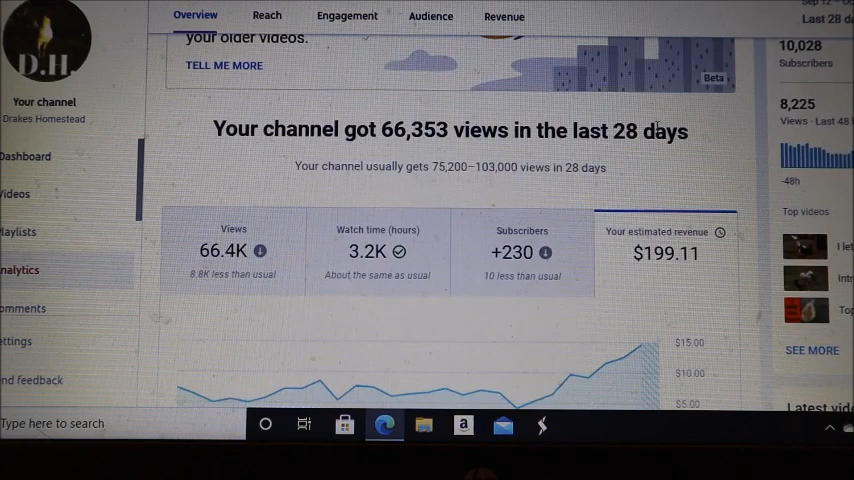 Overview
Reach
Engagement
Audience
Revenue
Last 28
D.H.
your older videos.
TELL ME MORE
Beta
10,028
Subscribers
Your channel
Drakes Homestead
Your channel got 66,353 views in the last 28 days
Your channel usually gets 75,200–103,000 views in 28 days
8,225
Views · Last 48
-48h
Dashboard
Videos
laylists
nalytics
omments
ettings
nd feedback
Views
66.4K
8.8K less than usual
Watch time (hours)
3.2K
About the same as usual
Subscribers
+230
10 less than usual
Your estimated revenue
$199.11
Top videos
I let
Intr
Top
SEE MORE
$15.00
$10.00
$5.00
Latest vid
Type here to search
a